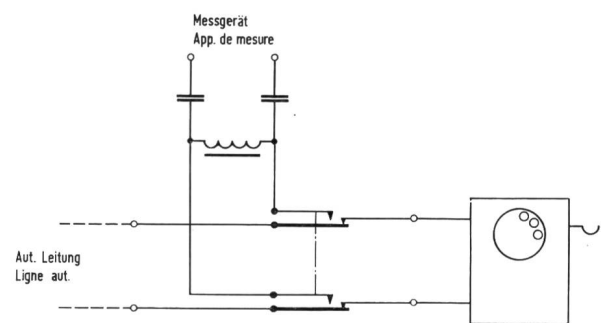 Messgerät
App. de mesure
Aut. Leitung
Ligne aut.